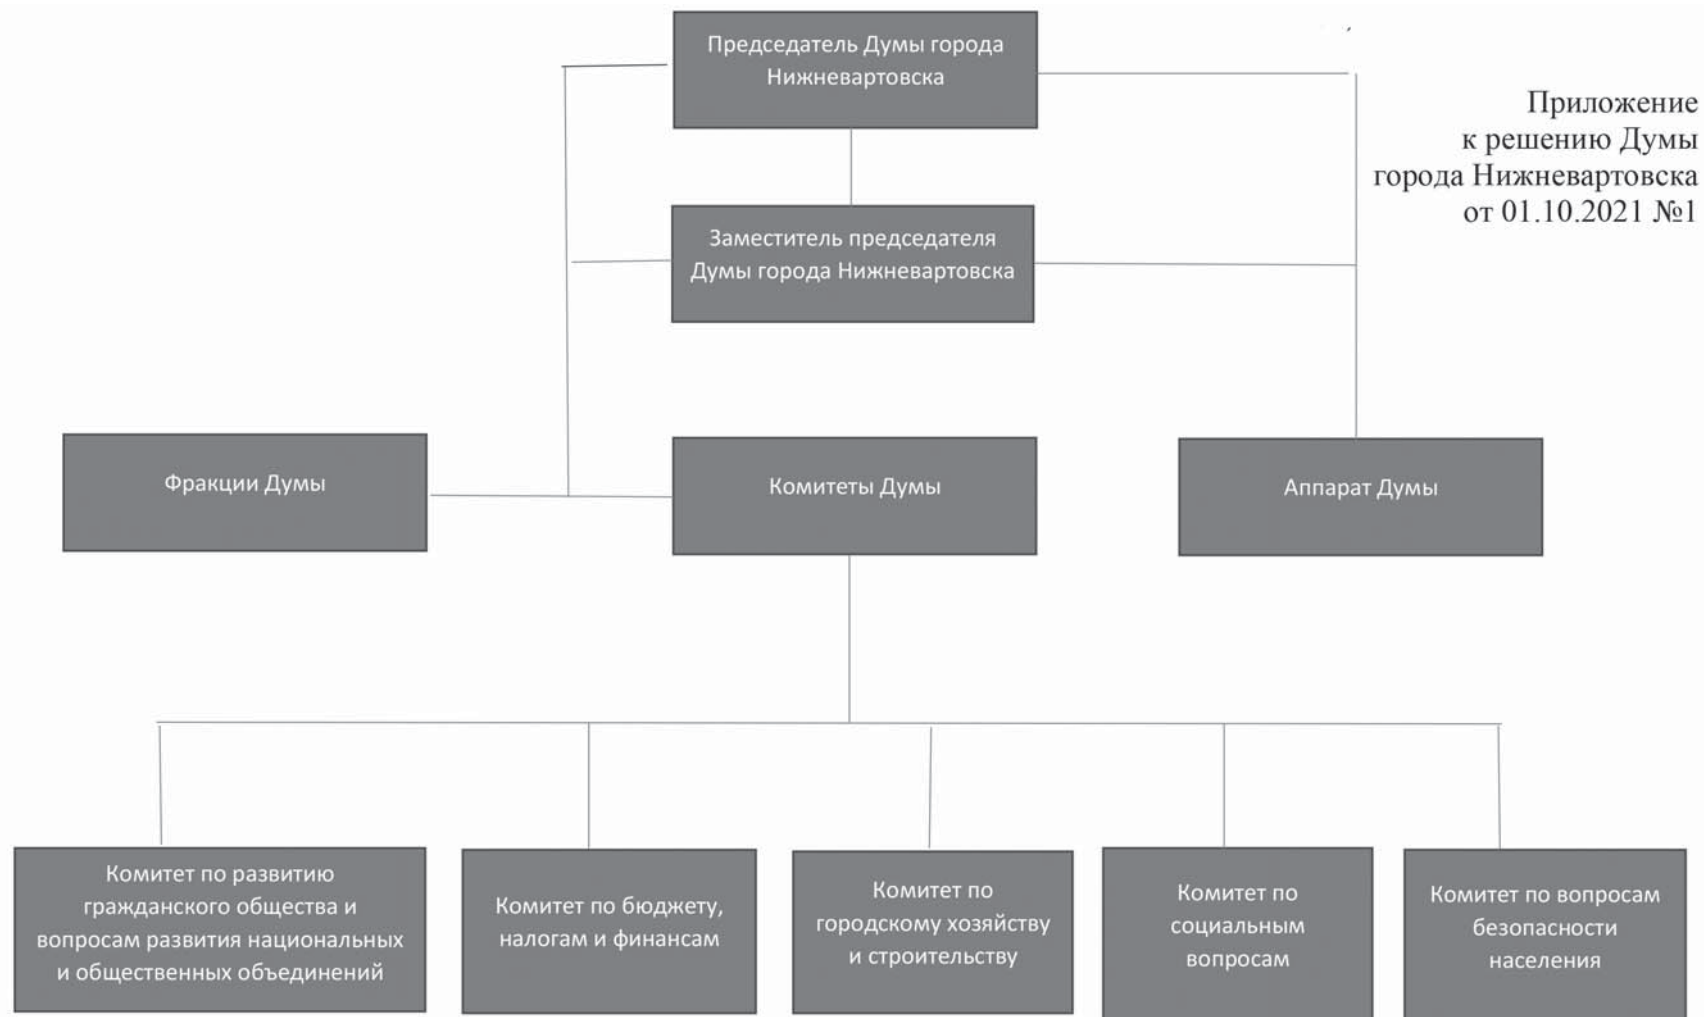 Председатель Думы города
Нижневартовска
Приложение
к решению Думы
города Нижневартовска
от 01.10.2021 №1
Заместитель председателя
Думы города Нижневартовска
Фракции Думы
Комитеты Думы
Аппарат Думы
Комитет по развитию
гражданского общества и
вопросам развития национальных
и общественных объединений
Комитет по бюджету,
налогам и финансам
Комитет по
городскому хозяйству
и строительству
Комитет по
социальным
вопросам
Комитет по вопросам
безопасности
населения